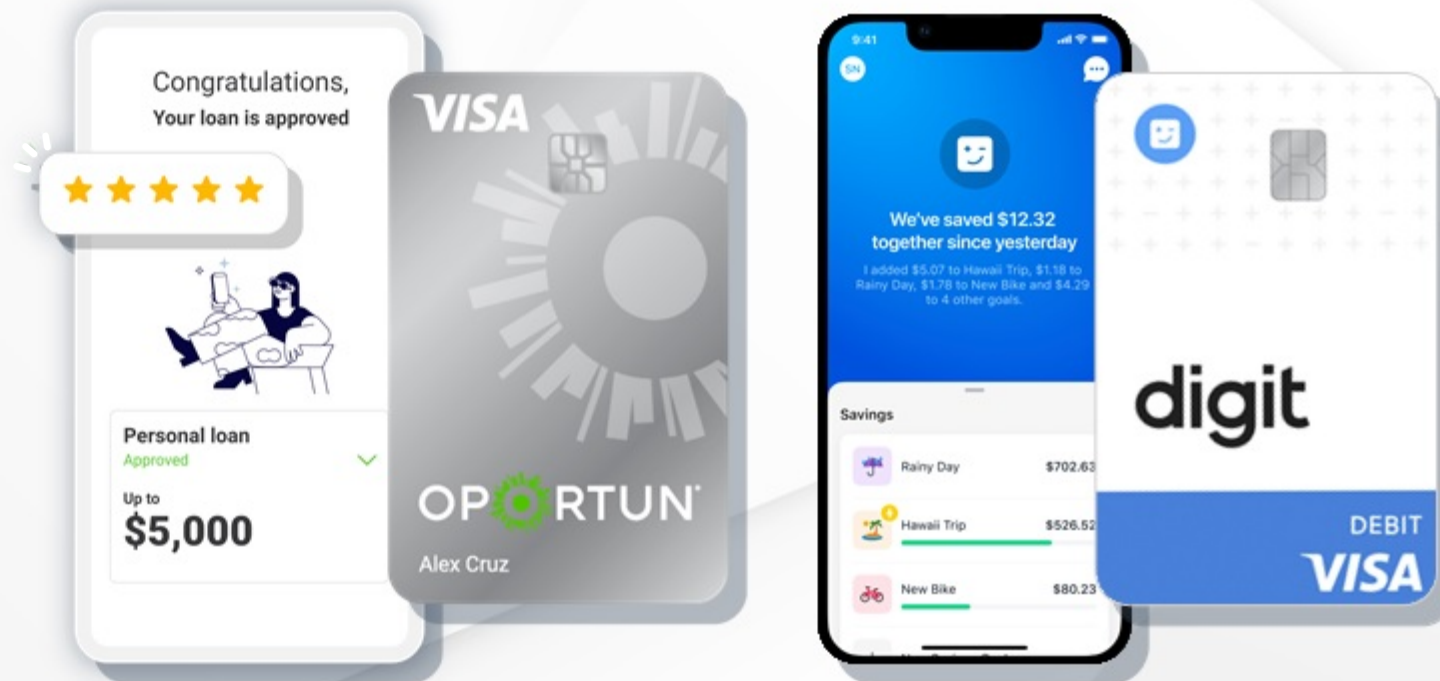 Congratulations,
Your loan is approved
Personal loan
Approved
Up to
$5,000
VISA
OPORTUN
Alex Cruz
9:41
SN
We've saved $12.32
together since yesterday
I added $5.07 to Hawaii Trip, $1.18 to
Rainy Day, $1.78 to New Bike and $4.29
to 4 other goals.
Savings
Rainy Day $702.63
Hawaii Trip $526.52
New Bike $80.23
digit
DEBIT
VISA